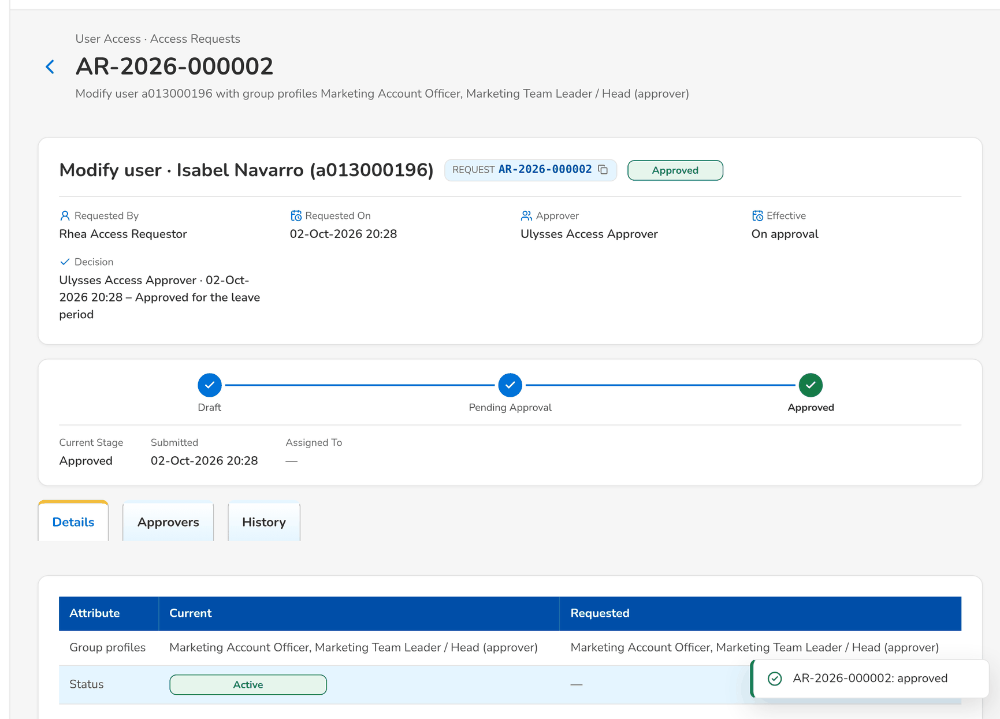 User Access · Access Requests
AR-2026-000002
Modify user a013000196 with group profiles Marketing Account Officer, Marketing Team Leader / Head (approver)
Modify user · Isabel Navarro (a013000196)
REQUEST AR-2026-000002
Approved
Requested By
Rhea Access Requestor
Requested On
02-Oct-2026 20:28
Approver
Ulysses Access Approver
Effective
On approval
Decision
Ulysses Access Approver · 02-Oct-
2026 20:28 – Approved for the leave
period
Draft
Pending Approval
Approved
Current Stage
Approved
Submitted
02-Oct-2026 20:28
Assigned To
—
Details
Approvers
History
Attribute
Current
Requested
Group profiles
Marketing Account Officer, Marketing Team Leader / Head (approver)
Marketing Account Officer, Marketing Team Leader / Head (approver)
Status
Active
—
AR-2026-000002: approved